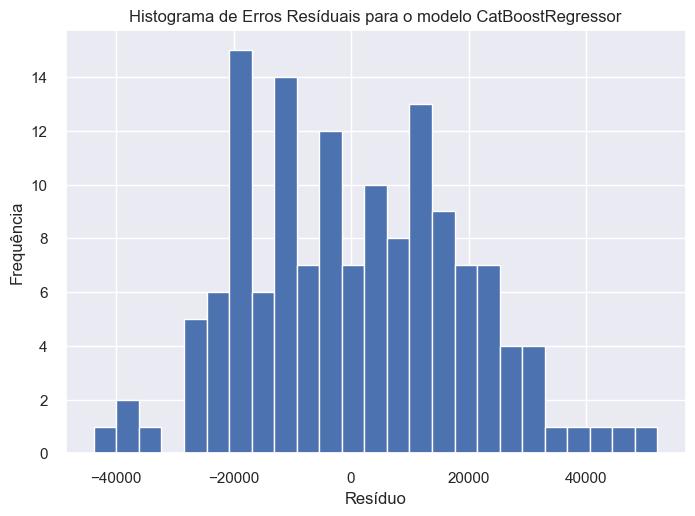 Histograma de Erros Resíduais para o modelo CatBoostRegressor
14
12
10
8
6
4
2
0
Frequência
−40000 −20000 0 20000 40000
Resíduo